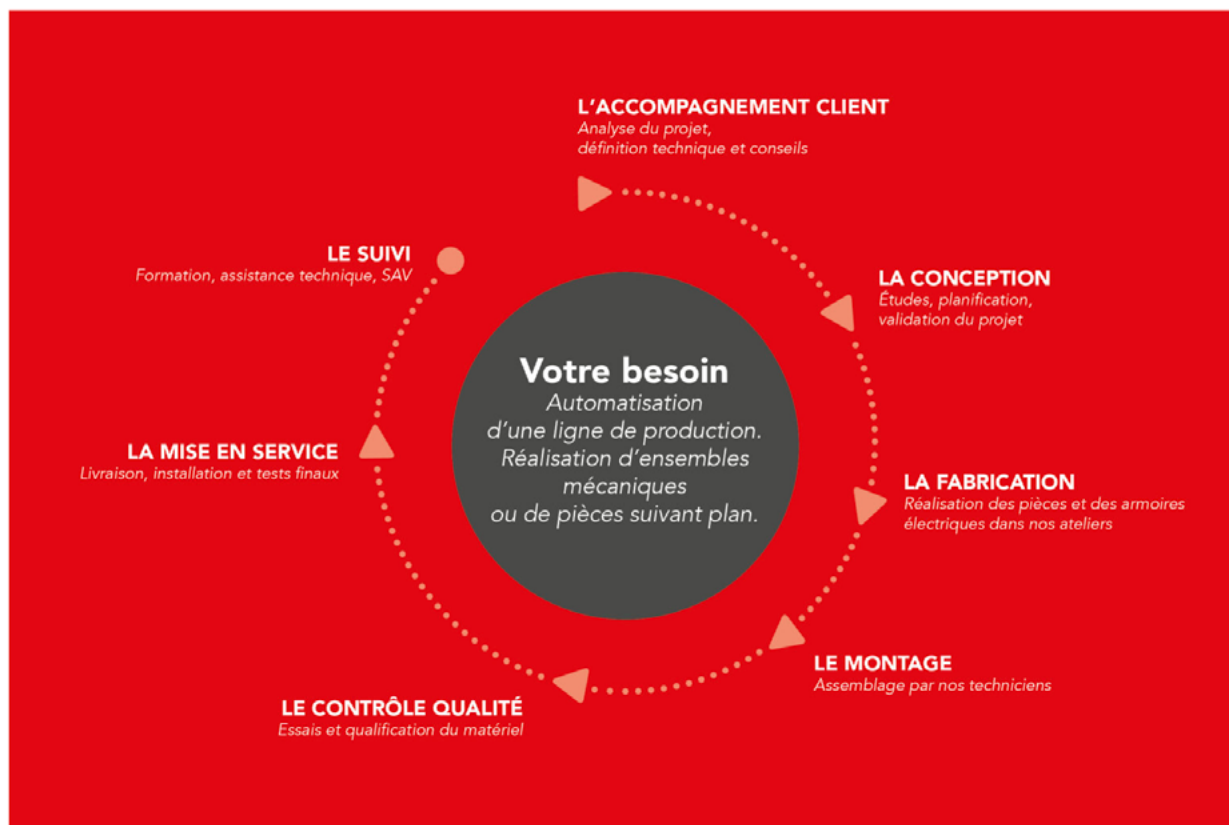 L'ACCOMPAGNEMENT CLIENT
Analyse du projet,
définition technique et conseils
LA CONCEPTION
Études, planification,
validation du projet
LA FABRICATION
Réalisation des pièces et des armoires
électriques dans nos ateliers
LE MONTAGE
Assemblage par nos techniciens
LE CONTRÔLE QUALITÉ
Essais et qualification du matériel
LA MISE EN SERVICE
Livraison, installation et tests finaux
LE SUIVI
Formation, assistance technique, SAV
Votre besoin
Automatisation
d'une ligne de production.
Réalisation d'ensembles
mécaniques
ou de pièces suivant plan.